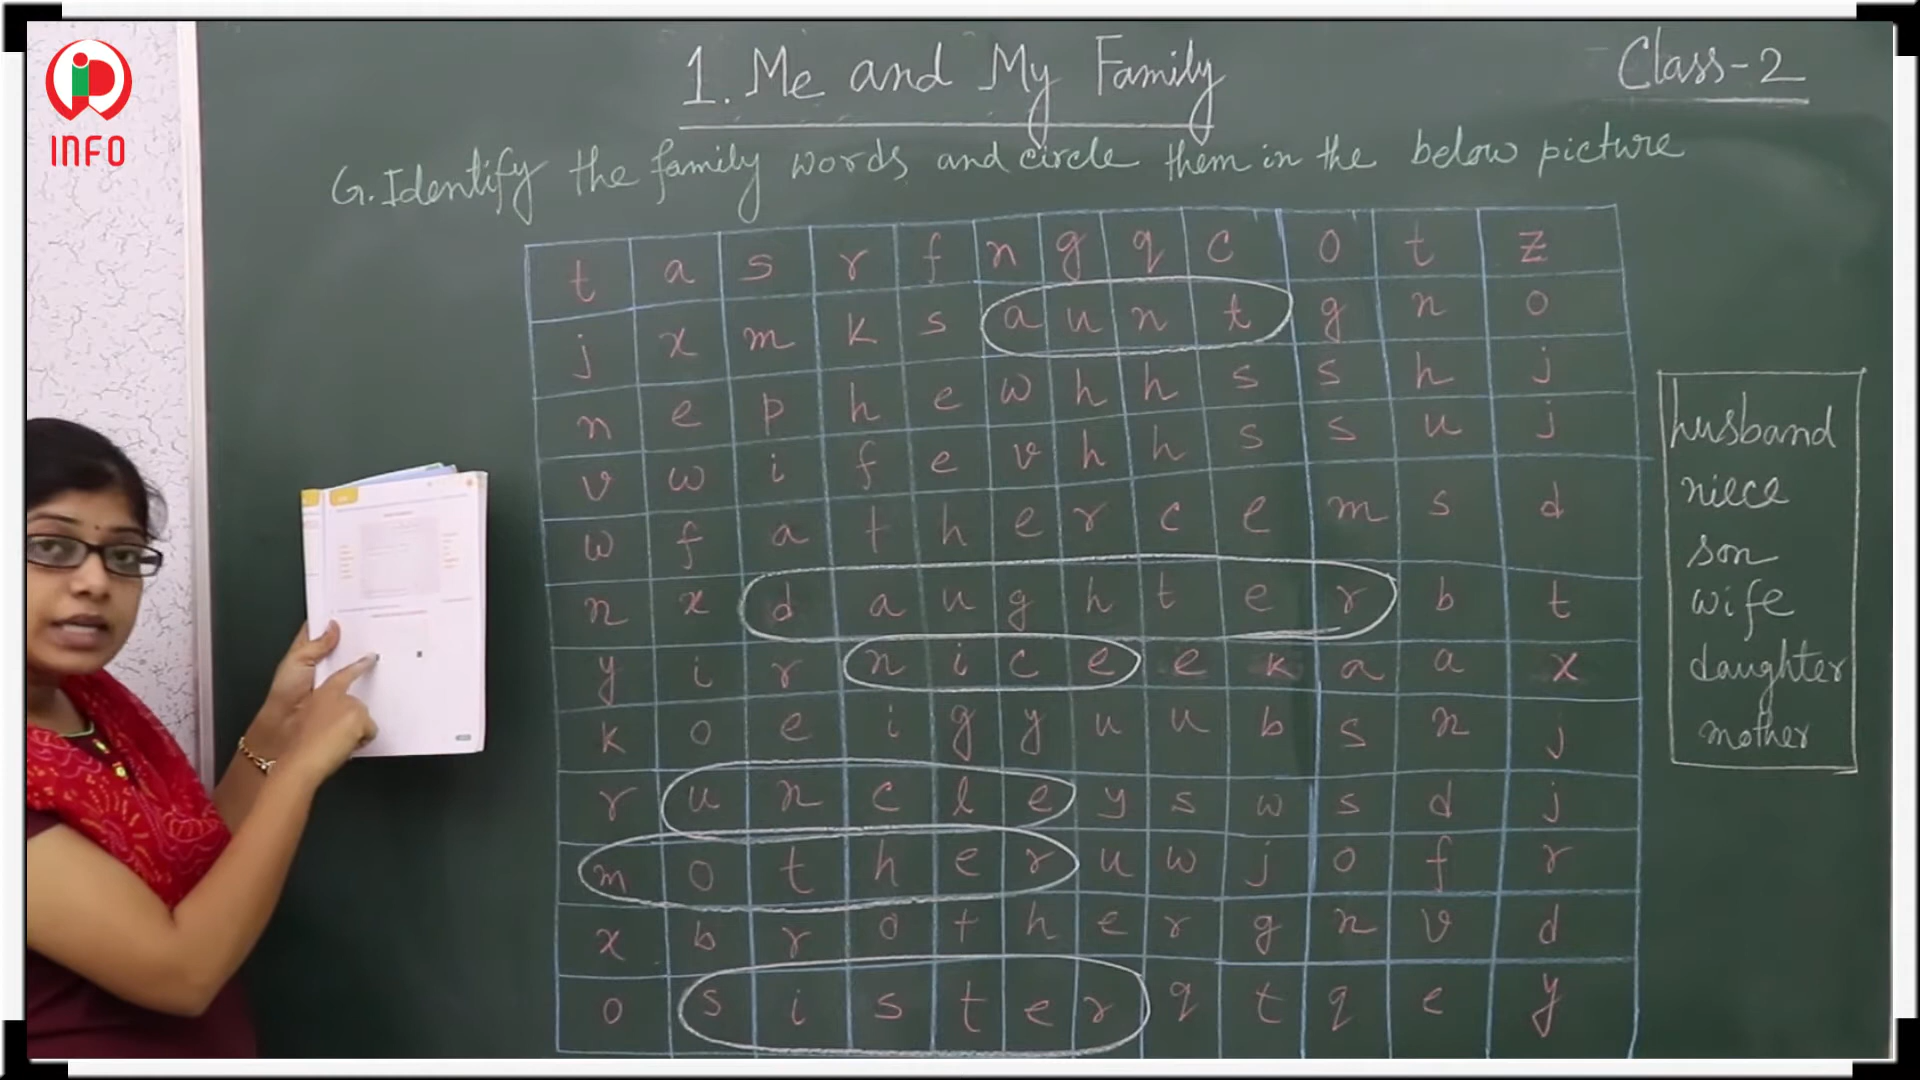 INFO
1. Me and My Family
Class-2
G. Identify the family words and circle them in the below picture
t a s r f n g q c o t z
j x m k s a u n t g n o
n e p h e w h h s s h j
v w i f e v h h s s u j
w f a t h e r c e m s d
n x d a u g h t e r b t
y i r n i c e e k a a x
k o e i g y u u b s n j
r u n c l e y s w s d j
m o t h e r u w j o f r
x b r o t h e r g n v d
o s i s t e r q t q e y
husband
niece
son
wife
daughter
mother